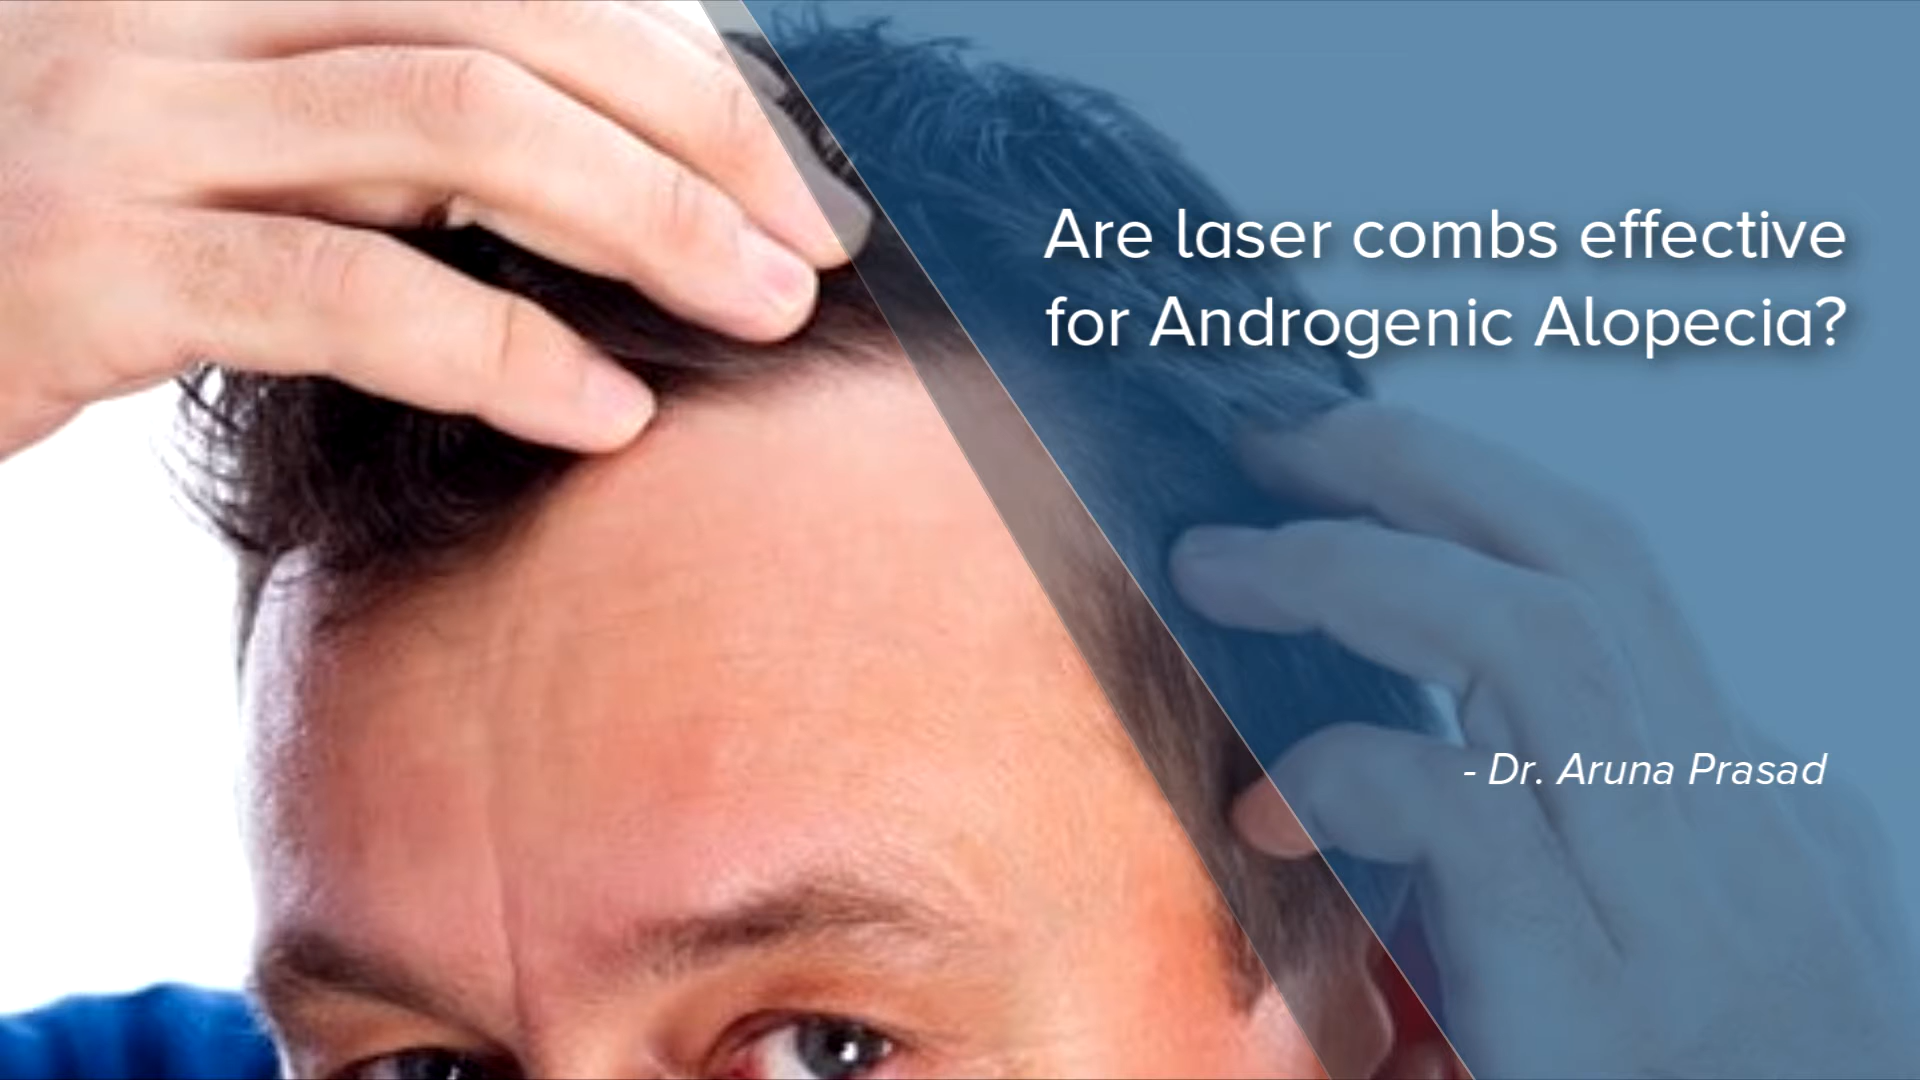 Are laser combs effective
for Androgenic Alopecia?
- Dr. Aruna Prasad